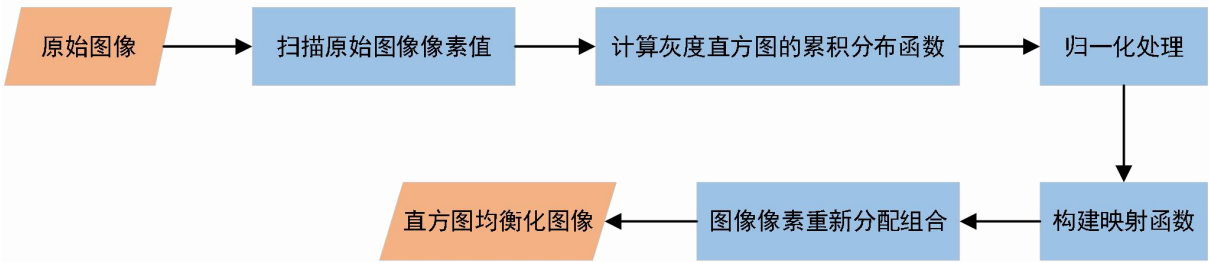 原始图像
扫描原始图像像素值
计算灰度直方图的累积分布函数
归一化处理
构建映射函数
图像像素重新分配组合
直方图均衡化图像